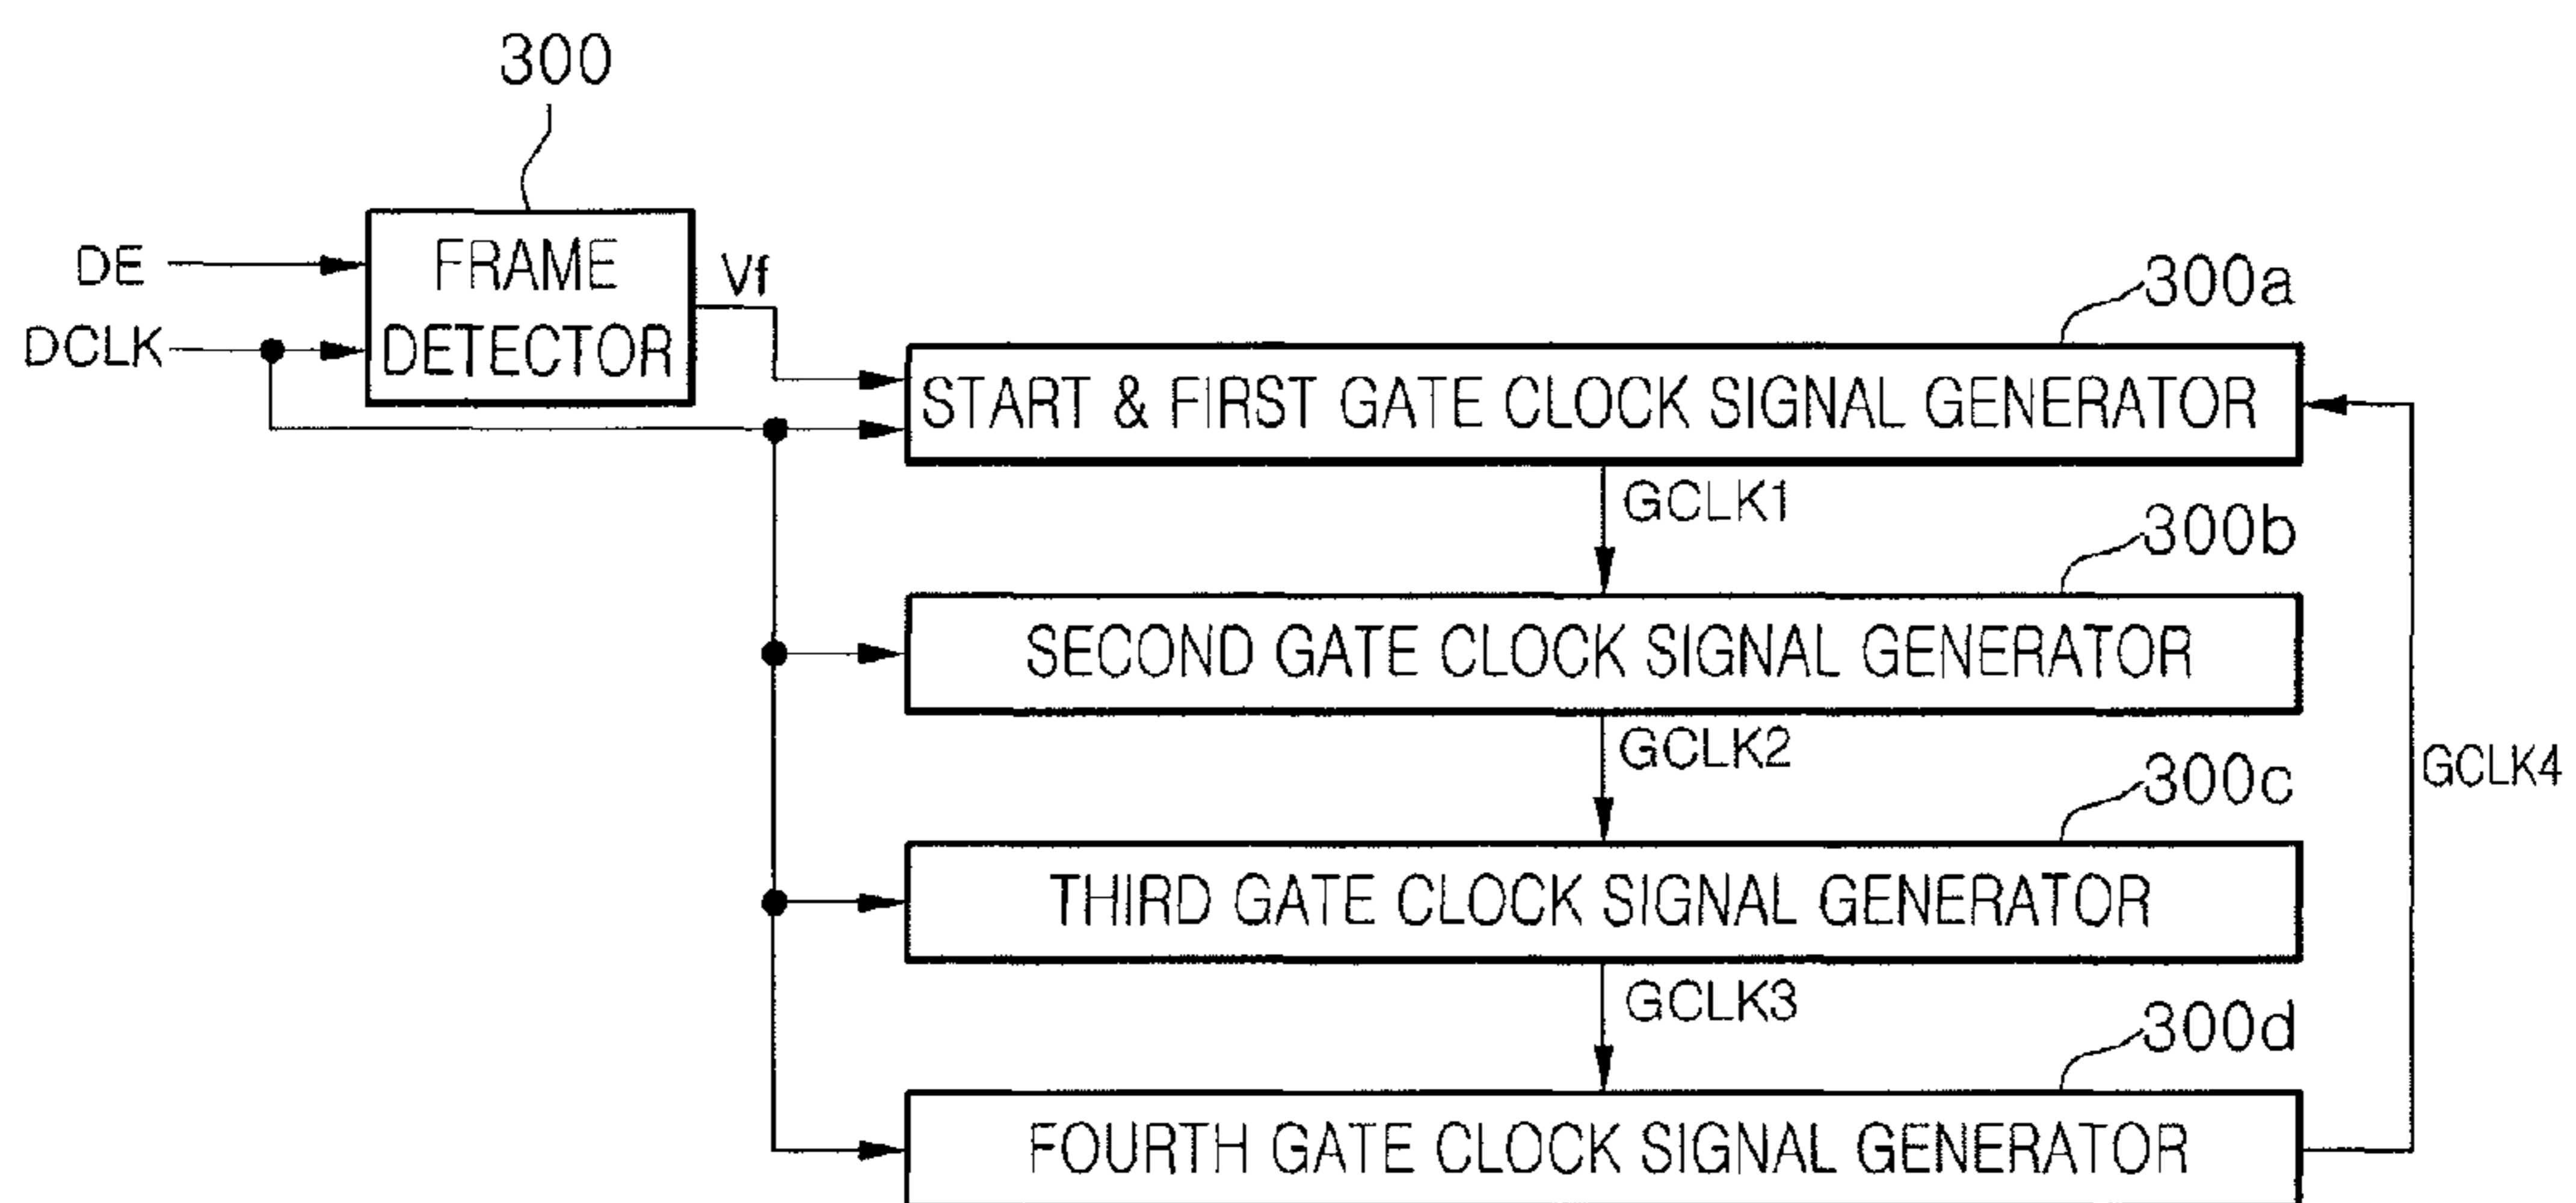 300
DE
FRAME
DETECTOR
Vf
DCLK
300a
START & FIRST GATE CLOCK SIGNAL GENERATOR
GCLK1
300b
SECOND GATE CLOCK SIGNAL GENERATOR
GCLK2
300c
GCLK4
THIRD GATE CLOCK SIGNAL GENERATOR
GCLK3
300d
FOURTH GATE CLOCK SIGNAL GENERATOR